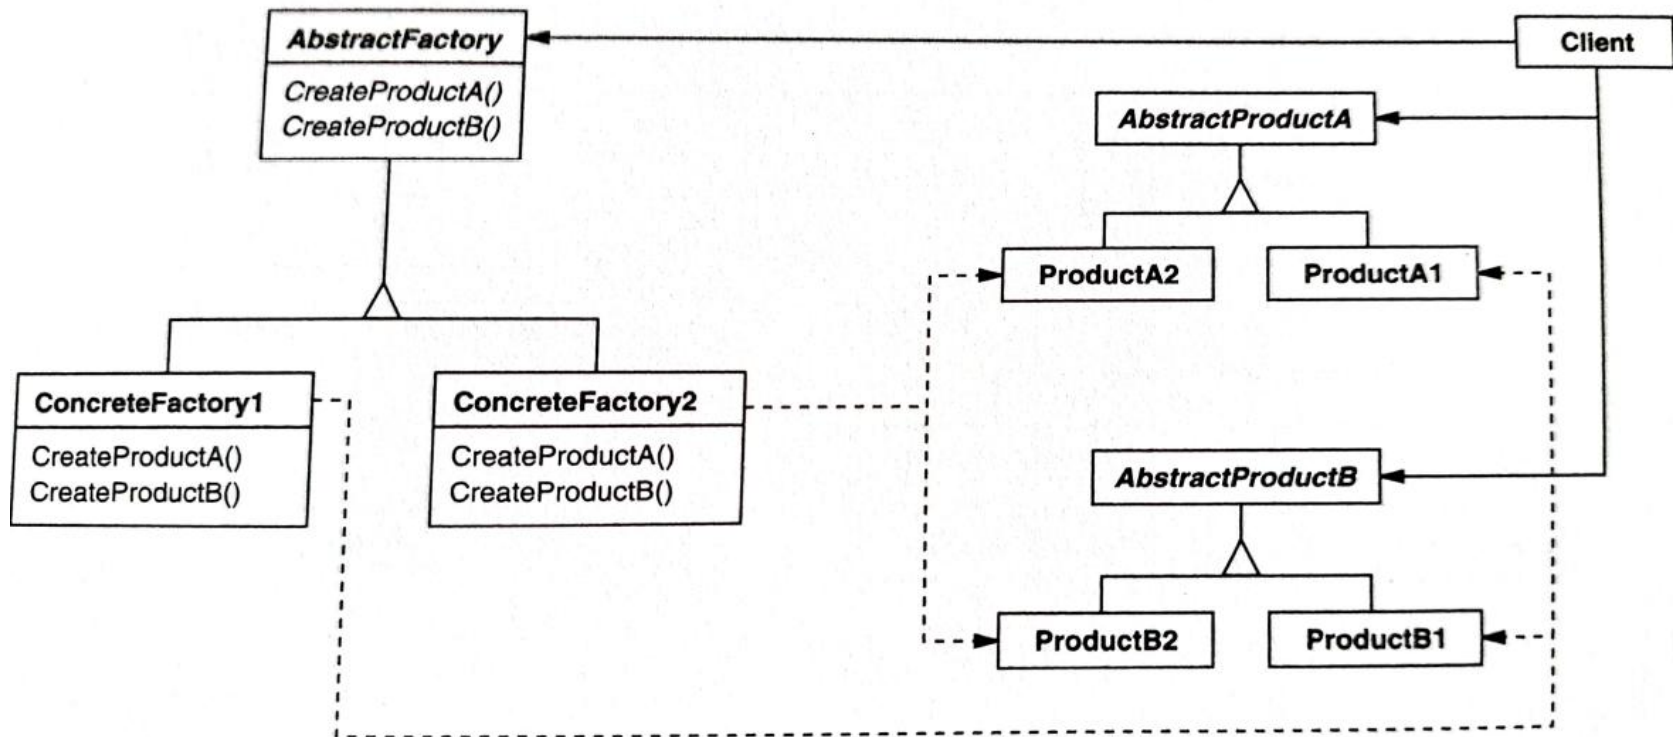 AbstractFactory
CreateProductA()
CreateProductB()
Client
AbstractProductA
ProductA2
ProductA1
ConcreteFactory1
CreateProductA()
CreateProductB()
ConcreteFactory2
CreateProductA()
CreateProductB()
AbstractProductB
ProductB2
ProductB1